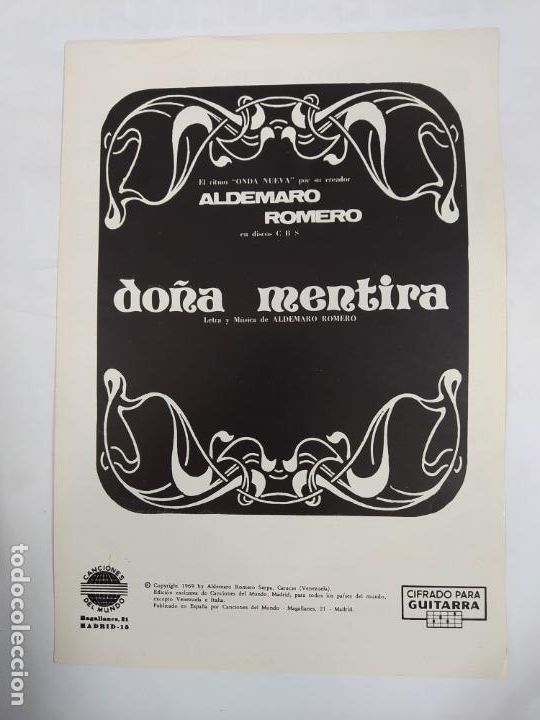 El ritmo "ONDA NUEVA" por su creador
ALDEMARO
ROMERO
en discos C B S
doña mentira
Letra y Música de ALDEMARO ROMERO
CANCIONES
DEL MUNDO
Magallanes, 21
MADRID-15
© Copyright 1969 by Aldemaro Romero Serpa, Caracas (Venezuela).
Edición exclusiva de Canciones del Mundo, Madrid, para todos los países del mundo,
excepto Venezuela e Italia.
Publicado en España por Canciones del Mundo - Magallanes, 21 - Madrid.
CIFRADO PARA
GUITARRA
todocoleccion.net